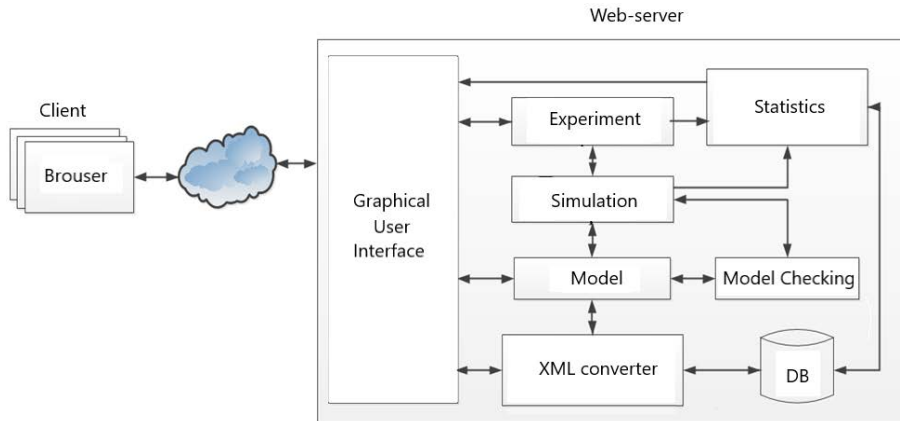 Web-server
Client
Brouser
Graphical
User
Interface
Experiment
Statistics
Simulation
Model
Model Checking
XML converter
DB